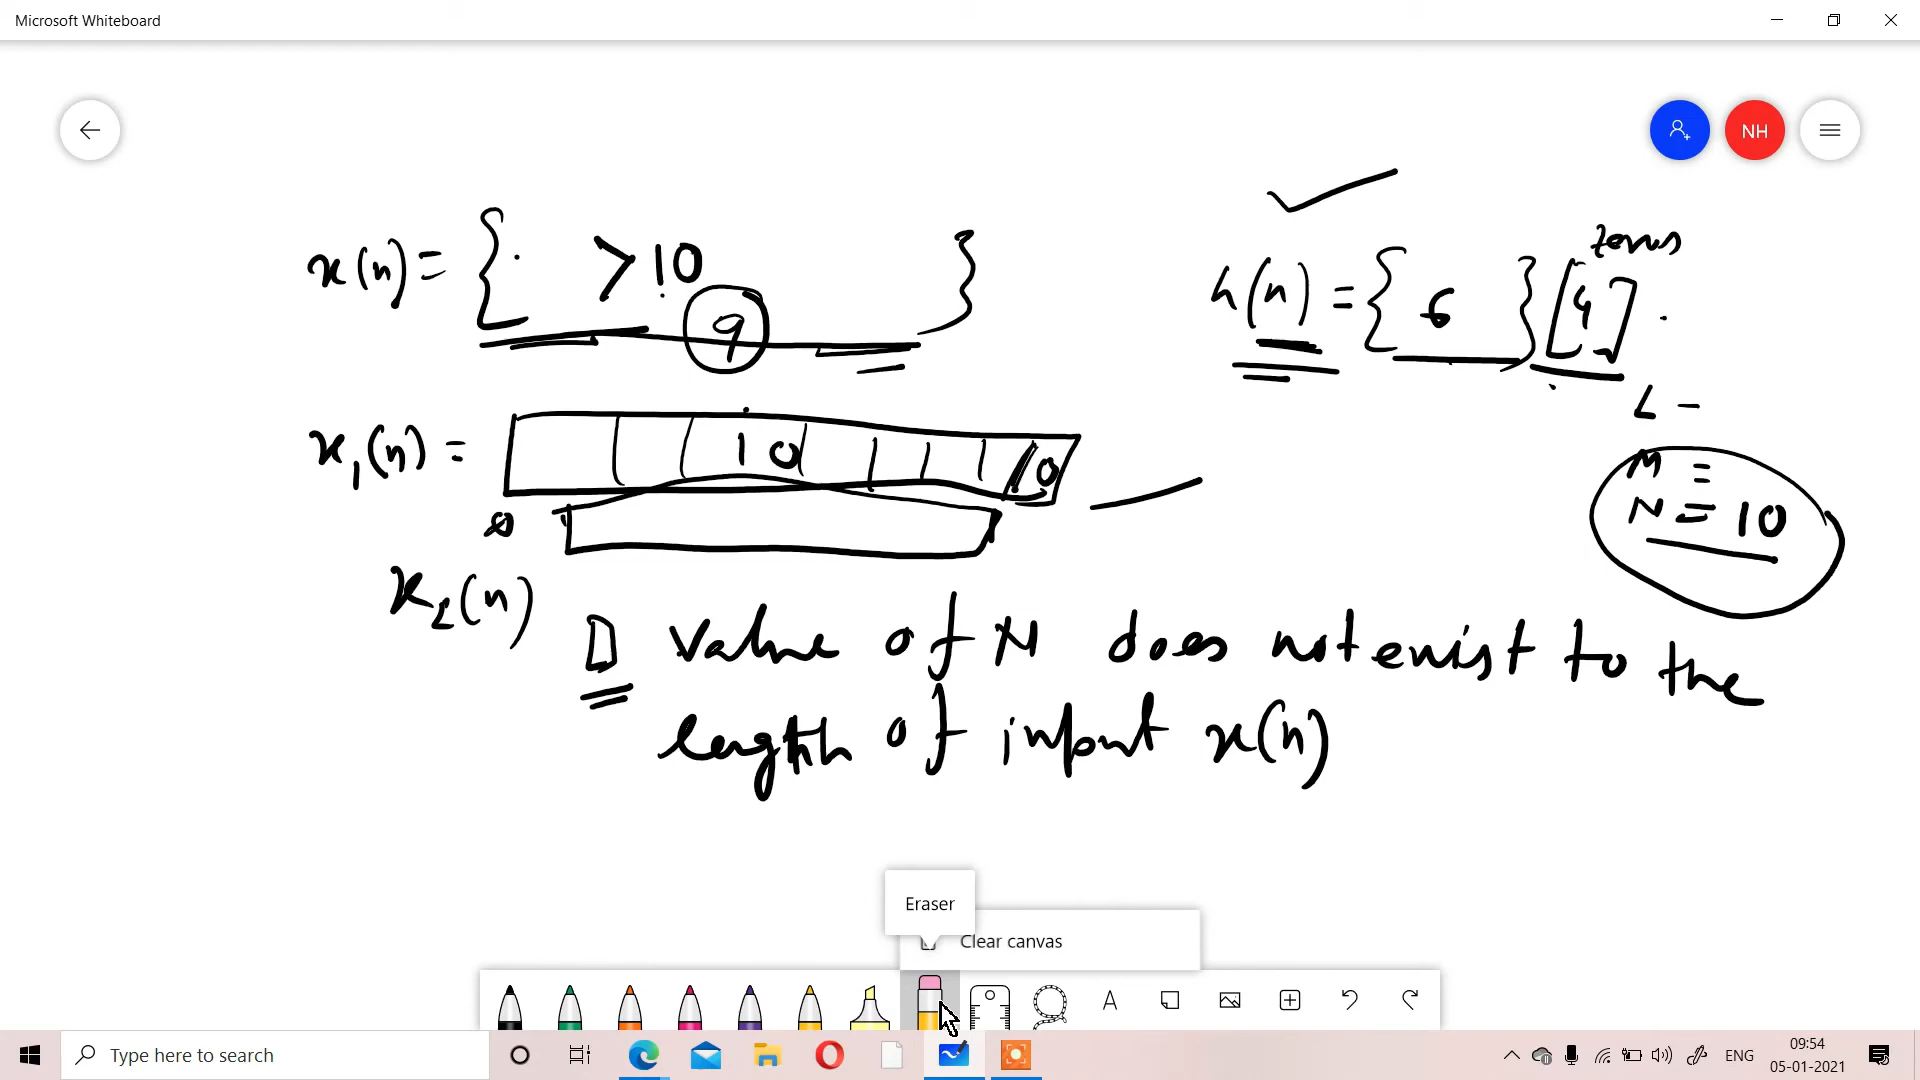 Microsoft Whiteboard
NH
x(n) = { . > 10 }
9
h(n) = { 6 } [4] .
zeros
x₁(n) =
10
10
0
L -
M =
N = 10
x₂(n)
Value of N does not exist to the
length of input x(n)
Eraser
Clear canvas
A
Type here to search
ENG
09:54
05-01-2021